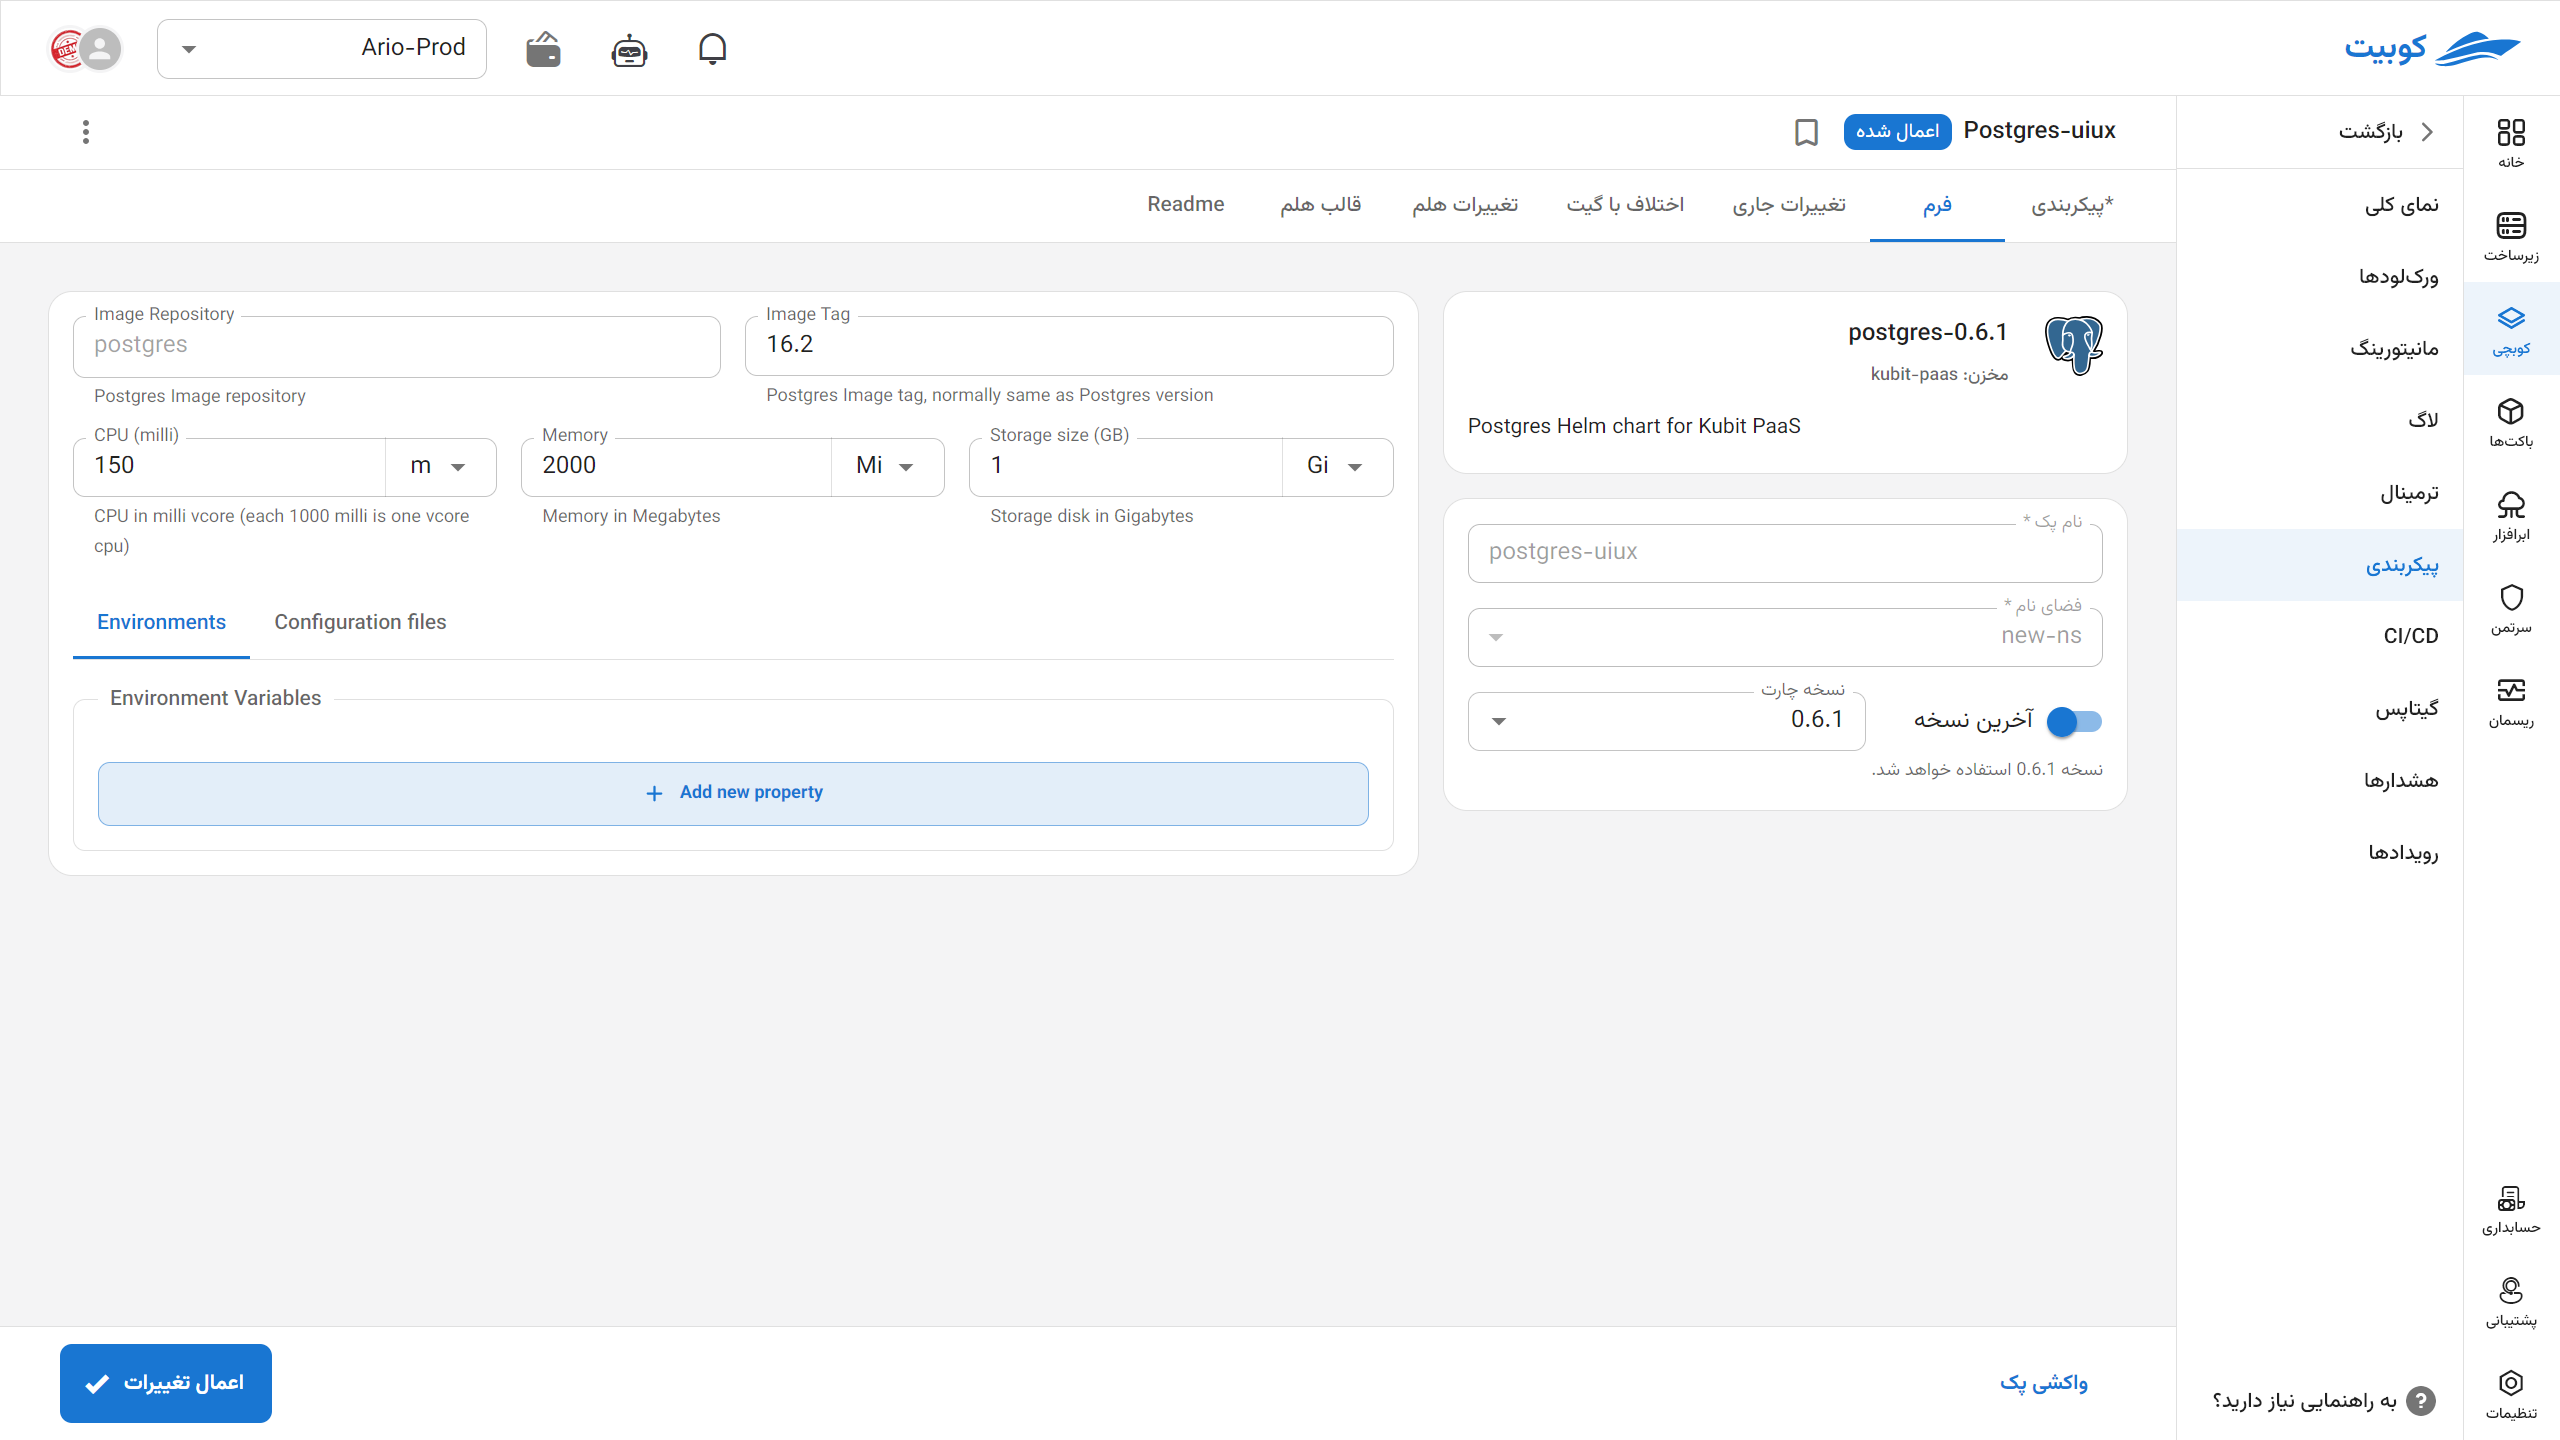 کوبیت
Ario-Prod
خانه
زیرساخت
کوبچی
باکت‌ها
ابرافزار
سرتمن
ریسمان
حسابداری
پشتیبانی
تنظیمات
بازگشت
نمای کلی
ورک‌لودها
مانیتورینگ
لاگ
ترمینال
پیکربندی
CI/CD
گیتاپس
هشدارها
رویدادها
به راهنمایی نیاز دارید؟
Postgres-uiux
اعمال شده
پیکربندی*
فرم
تغییرات جاری
اختلاف با گیت
تغییرات هلم
قالب هلم
Readme
postgres-0.6.1
مخزن: kubit-paas
Postgres Helm chart for Kubit PaaS
نام پک *
postgres-uiux
فضای نام *
new-ns
آخرین نسخه
نسخه چارت
0.6.1
نسخه 0.6.1 استفاده خواهد شد.
Image Repository
postgres
Postgres Image repository
Image Tag
16.2
Postgres Image tag, normally same as Postgres version
CPU (milli)
150
m
CPU in milli vcore (each 1000 milli is one vcore
cpu)
Memory
2000
Mi
Memory in Megabytes
Storage size (GB)
1
Gi
Storage disk in Gigabytes
Environments
Configuration files
Environment Variables
Add new property
واکشی پک
اعمال تغییرات